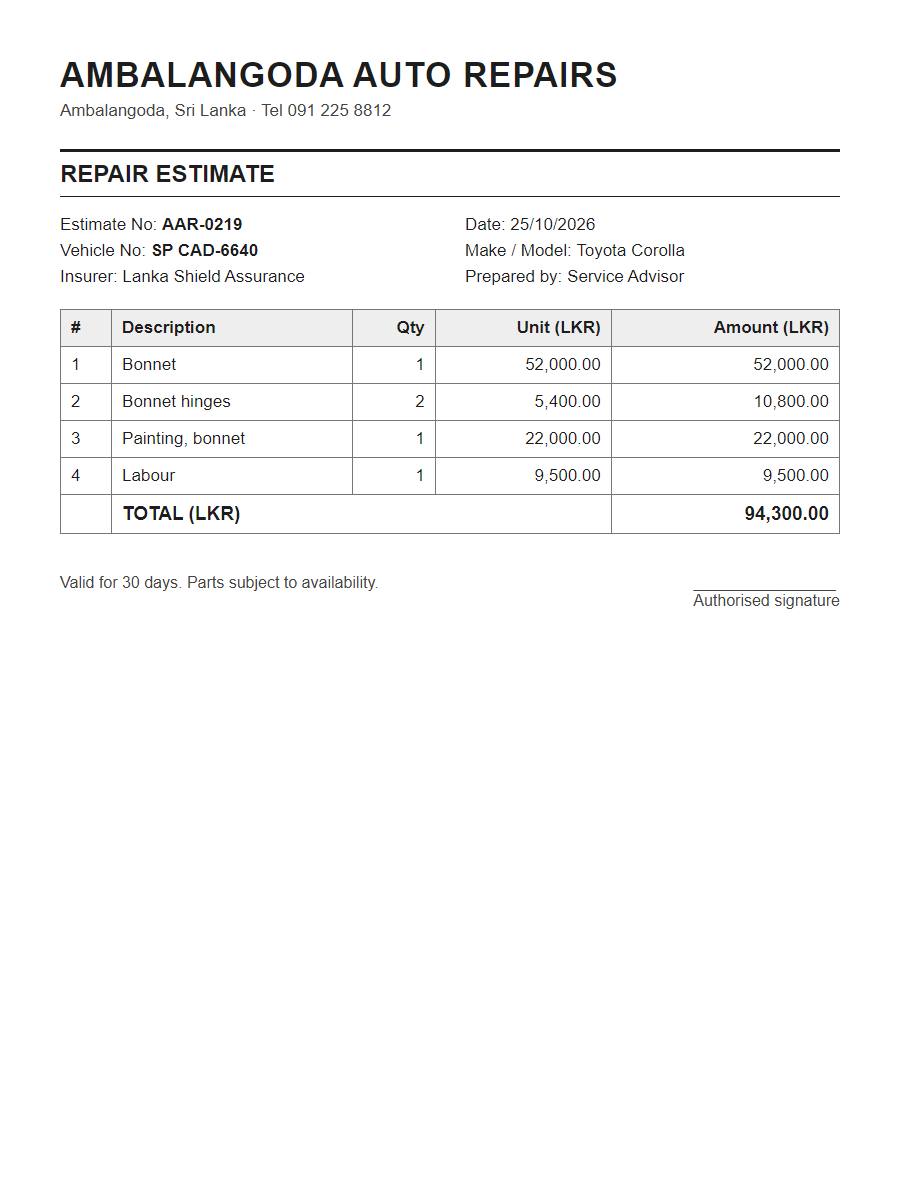 AMBALANGODA AUTO REPAIRS
Ambalangoda, Sri Lanka · Tel 091 225 8812
REPAIR ESTIMATE
Estimate No: AAR-0219 Date: 25/10/2026
Vehicle No: SP CAD-6640 Make / Model: Toyota Corolla
Insurer: Lanka Shield Assurance Prepared by: Service Advisor
# Description Qty Unit (LKR) Amount (LKR)
1 Bonnet 1 52,000.00 52,000.00
2 Bonnet hinges 2 5,400.00 10,800.00
3 Painting, bonnet 1 22,000.00 22,000.00
4 Labour 1 9,500.00 9,500.00
TOTAL (LKR) 94,300.00
Valid for 30 days. Parts subject to availability.
Authorised signature